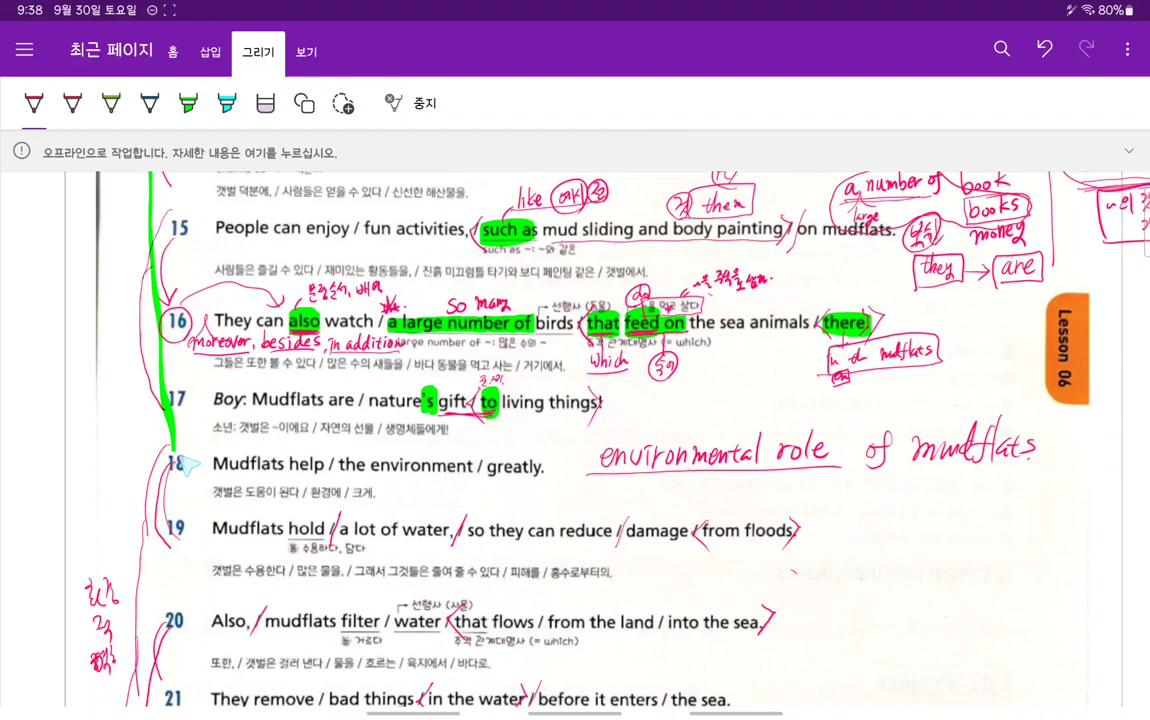 9:38 9월 30일 토요일 80%
최근 페이지 홈 삽입 그리기 보기
중지
오프라인으로 작업합니다. 자세한 내용은 여기를 누르십시오.
갯벌 덕분에, / 사람들은 얻을 수 있다 / 신선한 해산물을.
like
them
a number of book
large
books
money
복수
they → are
15 People can enjoy / fun activities, / such as mud sliding and body painting / on mudflats.
such as ~: ~와 같은
사람들은 즐길 수 있다 / 재미있는 활동들을, / 진흙 미끄럼틀 타기와 보디 페인팅 같은 / 갯벌에서.
so many
선행사 (동물)
을 먹고 살다
16 They can also watch / a large number of birds / that feed on the sea animals / there.
moreover, besides, in addition
a large number of ~: 많은 수의 ~
주격 관계대명사 (= which)
which
mudflats
on
그들은 또한 볼 수 있다 / 많은 수의 새들을 / 바다 동물을 먹고 사는 / 거기에서.
17 Boy: Mudflats are / nature's gift / to living things!
소년: 갯벌은 ~이에요 / 자연의 선물 / 생명체들에게!
environmental role of mudflats.
18 Mudflats help / the environment / greatly.
갯벌은 도움이 된다 / 환경에 / 크게.
19 Mudflats hold / a lot of water, / so they can reduce / damage / from floods.
동 수용하다, 담다
갯벌은 수용한다 / 많은 물을, / 그래서 그것들은 줄여 줄 수 있다 / 피해를 / 홍수로부터의.
선행사 (사물)
20 Also, / mudflats filter / water / that flows / from the land / into the sea.
동 거르다
주격 관계대명사 (= which)
또한, / 갯벌은 걸러 낸다 / 물을 / 흐르는 / 육지에서 / 바다로.
21 They remove / bad things / in the water / before it enters / the sea.
Lesson 06